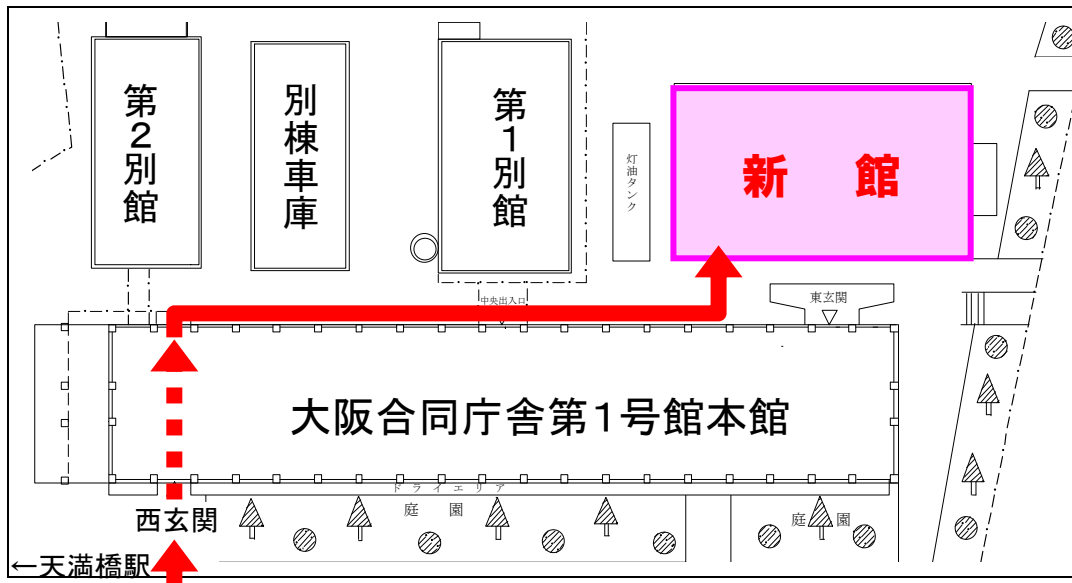 第2別館
別棟車庫
第1別館
灯油タンク
新館
中央出入口
東玄関
大阪合同庁舎第1号館本館
ドライエリア
西玄関
庭園
庭園
←天満橋駅